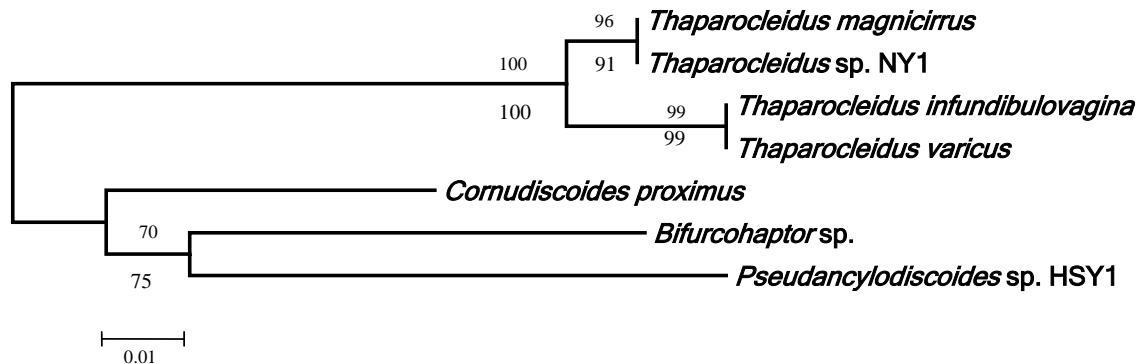 96
Thaparocleidus magnicirrus
100
91
Thaparocleidus sp. NY1
100
99
Thaparocleidus infundibulovagina
99
Thaparocleidus varicus
Cornudiscoides proximus
70
Bifurcohaptor sp.
75
Pseudancylodiscoides sp. HSY1
0.01